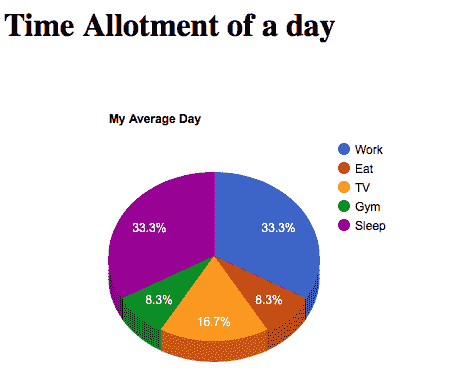 Time Allotment of a day
My Average Day
Work
Eat
TV
Gym
Sleep
33.3%
33.3%
8.3%
8.3%
16.7%